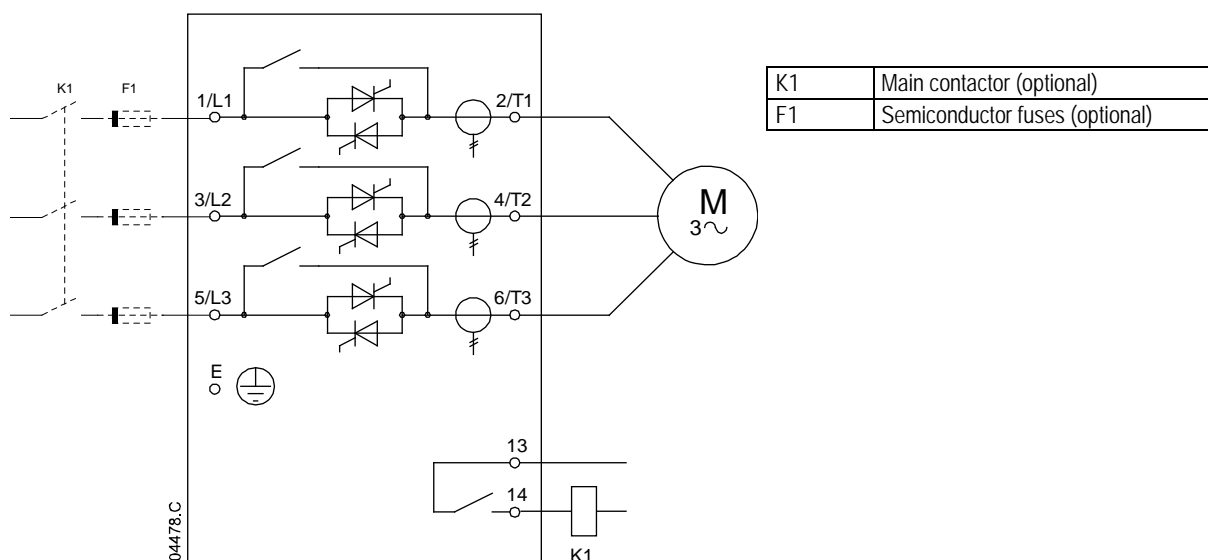 K1 F1
1/L1 2/T1
3/L2 4/T2
5/L3 6/T3
M
3~
E
13
14
K1
04478.C
K1 Main contactor (optional)
F1 Semiconductor fuses (optional)